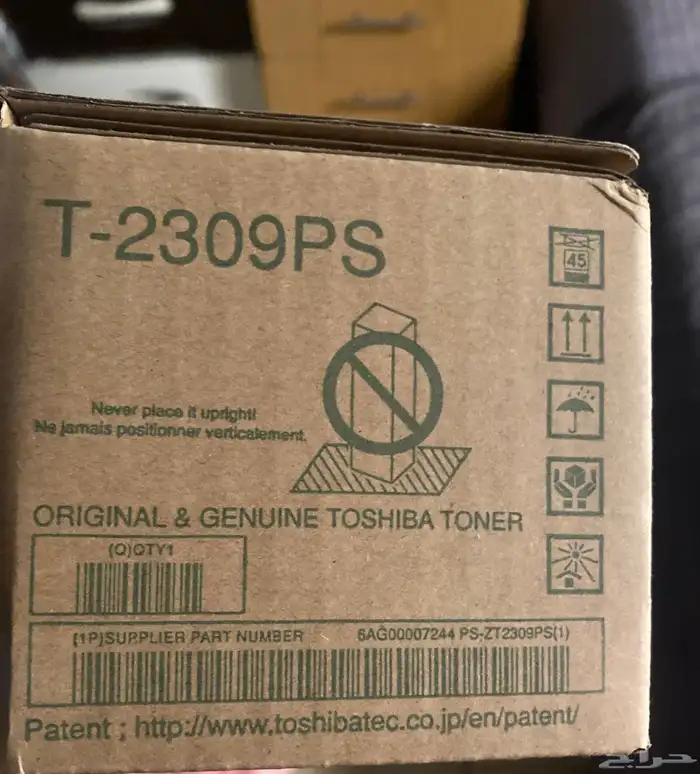 T-2309PS
45
Never place it upright!
Ne jamais positionner verticalement.
ORIGINAL & GENUINE TOSHIBA TONER
(Q)QTY1
(1P)SUPPLIER PART NUMBER 6AG00007244 PS-ZT2309PS(1)
Patent ; http://www.toshibatec.co.jp/en/patent/
حراج